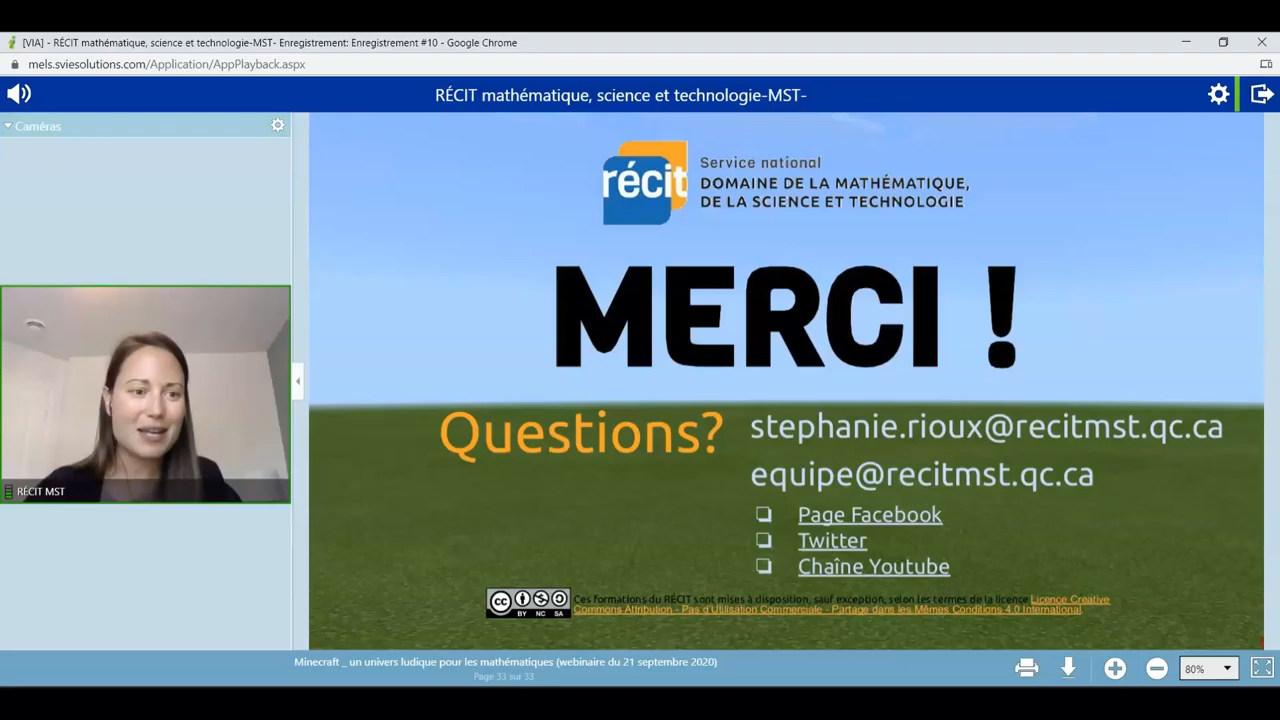 [VIA] - RÉCIT mathématique, science et technologie-MST- Enregistrement: Enregistrement #10 - Google Chrome
mels.sviesolutions.com/Application/AppPlayback.aspx
RÉCIT mathématique, science et technologie-MST-
Caméras
récit
Service national
DOMAINE DE LA MATHÉMATIQUE,
DE LA SCIENCE ET TECHNOLOGIE
MERCI !
Questions?
stephanie.rioux@recitmst.qc.ca
equipe@recitmst.qc.ca
❏ Page Facebook
❏ Twitter
❏ Chaîne Youtube
RÉCIT MST
cc BY NC SA
Ces formations du RÉCIT sont mises à disposition, sauf exception, selon les termes de la licence Licence Creative
Commons Attribution - Pas d'Utilisation Commerciale - Partage dans les Mêmes Conditions 4.0 International.
Minecraft _ un univers ludique pour les mathématiques (webinaire du 21 septembre 2020)
Page 33 sur 33
80%